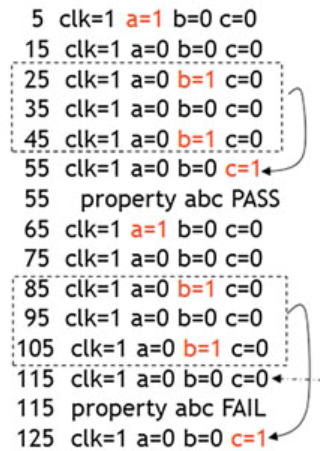 5 clk=1 a=1 b=0 c=0
15 clk=1 a=0 b=0 c=0
25 clk=1 a=0 b=1 c=0
35 clk=1 a=0 b=0 c=0
45 clk=1 a=0 b=1 c=0
55 clk=1 a=0 b=0 c=1
55 property abc PASS
65 clk=1 a=1 b=0 c=0
75 clk=1 a=0 b=0 c=0
85 clk=1 a=0 b=1 c=0
95 clk=1 a=0 b=0 c=0
105 clk=1 a=0 b=1 c=0
115 clk=1 a=0 b=0 c=0
115 property abc FAIL
125 clk=1 a=0 b=0 c=1